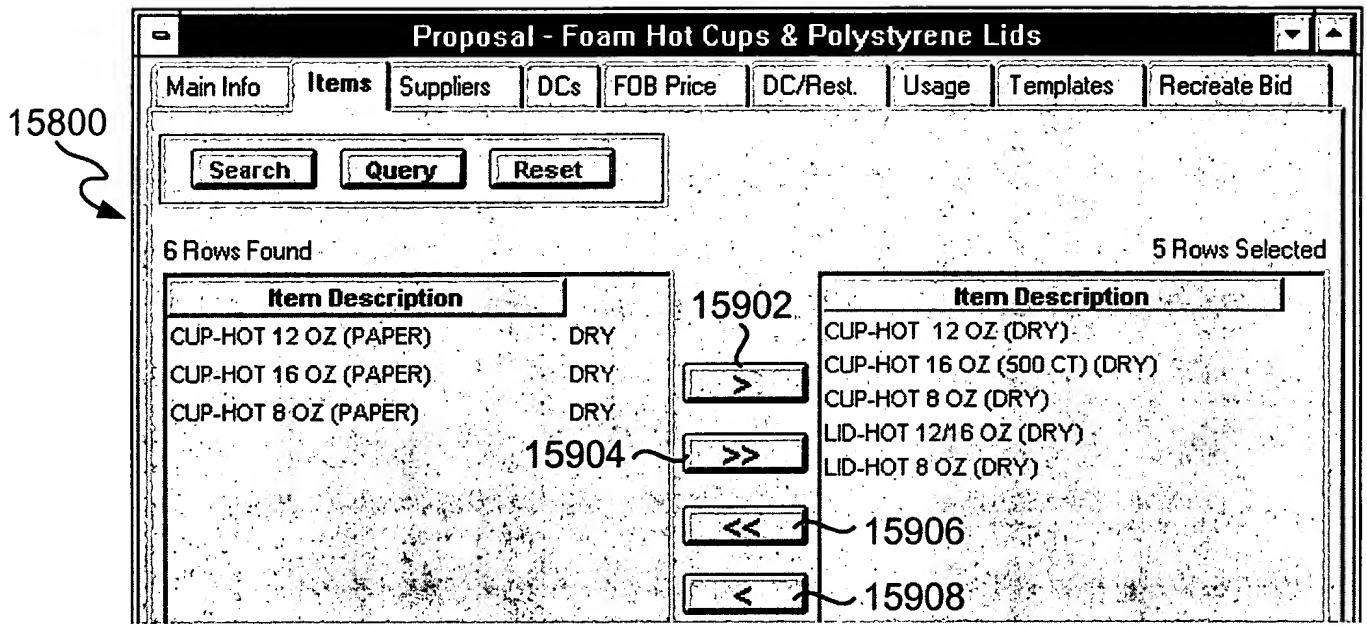 Proposal - Foam Hot Cups & Polystyrene Lids
Main Info Items Suppliers DCs FOB Price DC/Rest. Usage Templates Recreate Bid
15800
Search Query Reset
6 Rows Found 5 Rows Selected
Item Description Item Description
15902
CUP-HOT 12 OZ (PAPER) DRY CUP-HOT 12 OZ (DRY)
CUP-HOT 16 OZ (PAPER) DRY > CUP-HOT 16 OZ (500 CT) (DRY)
CUP-HOT 8 OZ (PAPER) DRY CUP-HOT 8 OZ (DRY)
LID-HOT 12/16 OZ (DRY)
15904 >> LID-HOT 8 OZ (DRY)
<< 15906
< 15908